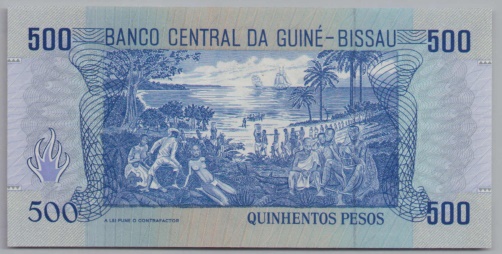 500 BANCO CENTRAL DA GUINÉ-BISSAU 500
500 A LEI PUNE O CONTRAFACTOR QUINHENTOS PESOS 500